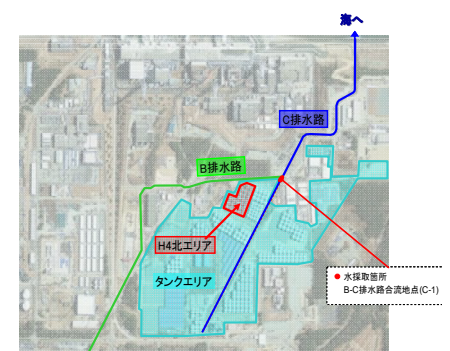 海へ
C排水路
B排水路
H4北エリア
タンクエリア
● 水採取箇所
B-C排水路合流地点(C-1)